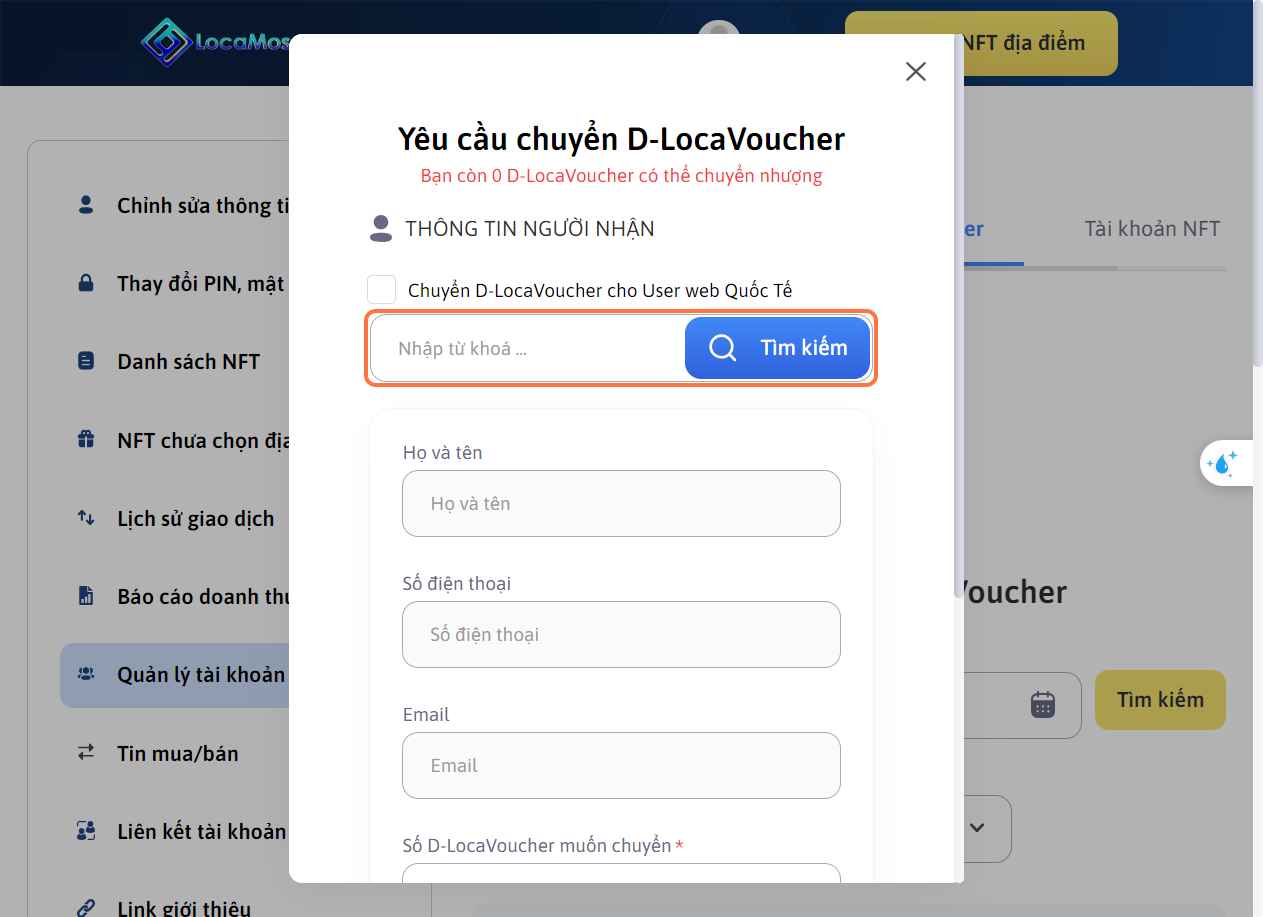 LocaMos
NFT địa điểm
Yêu cầu chuyển D-LocaVoucher
Bạn còn 0 D-LocaVoucher có thể chuyển nhượng
THÔNG TIN NGƯỜI NHẬN
Chuyển D-LocaVoucher cho User web Quốc Tế
Nhập từ khoá ...
Tìm kiếm
Họ và tên
Họ và tên
Số điện thoại
Số điện thoại
Email
Email
Số D-LocaVoucher muốn chuyển *
Chỉnh sửa thông ti
Thay đổi PIN, mật
Danh sách NFT
NFT chưa chọn địa
Lịch sử giao dịch
Báo cáo doanh thu
Quản lý tài khoản
Tin mua/bán
Liên kết tài khoản
Link giới thiệu
er
Tài khoản NFT
Voucher
Tìm kiếm